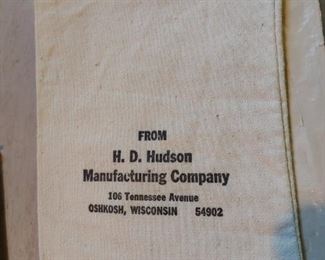 FROM
H. D. Hudson
Manufacturing Company
106 Tennessee Avenue
OSHKOSH, WISCONSIN 54902